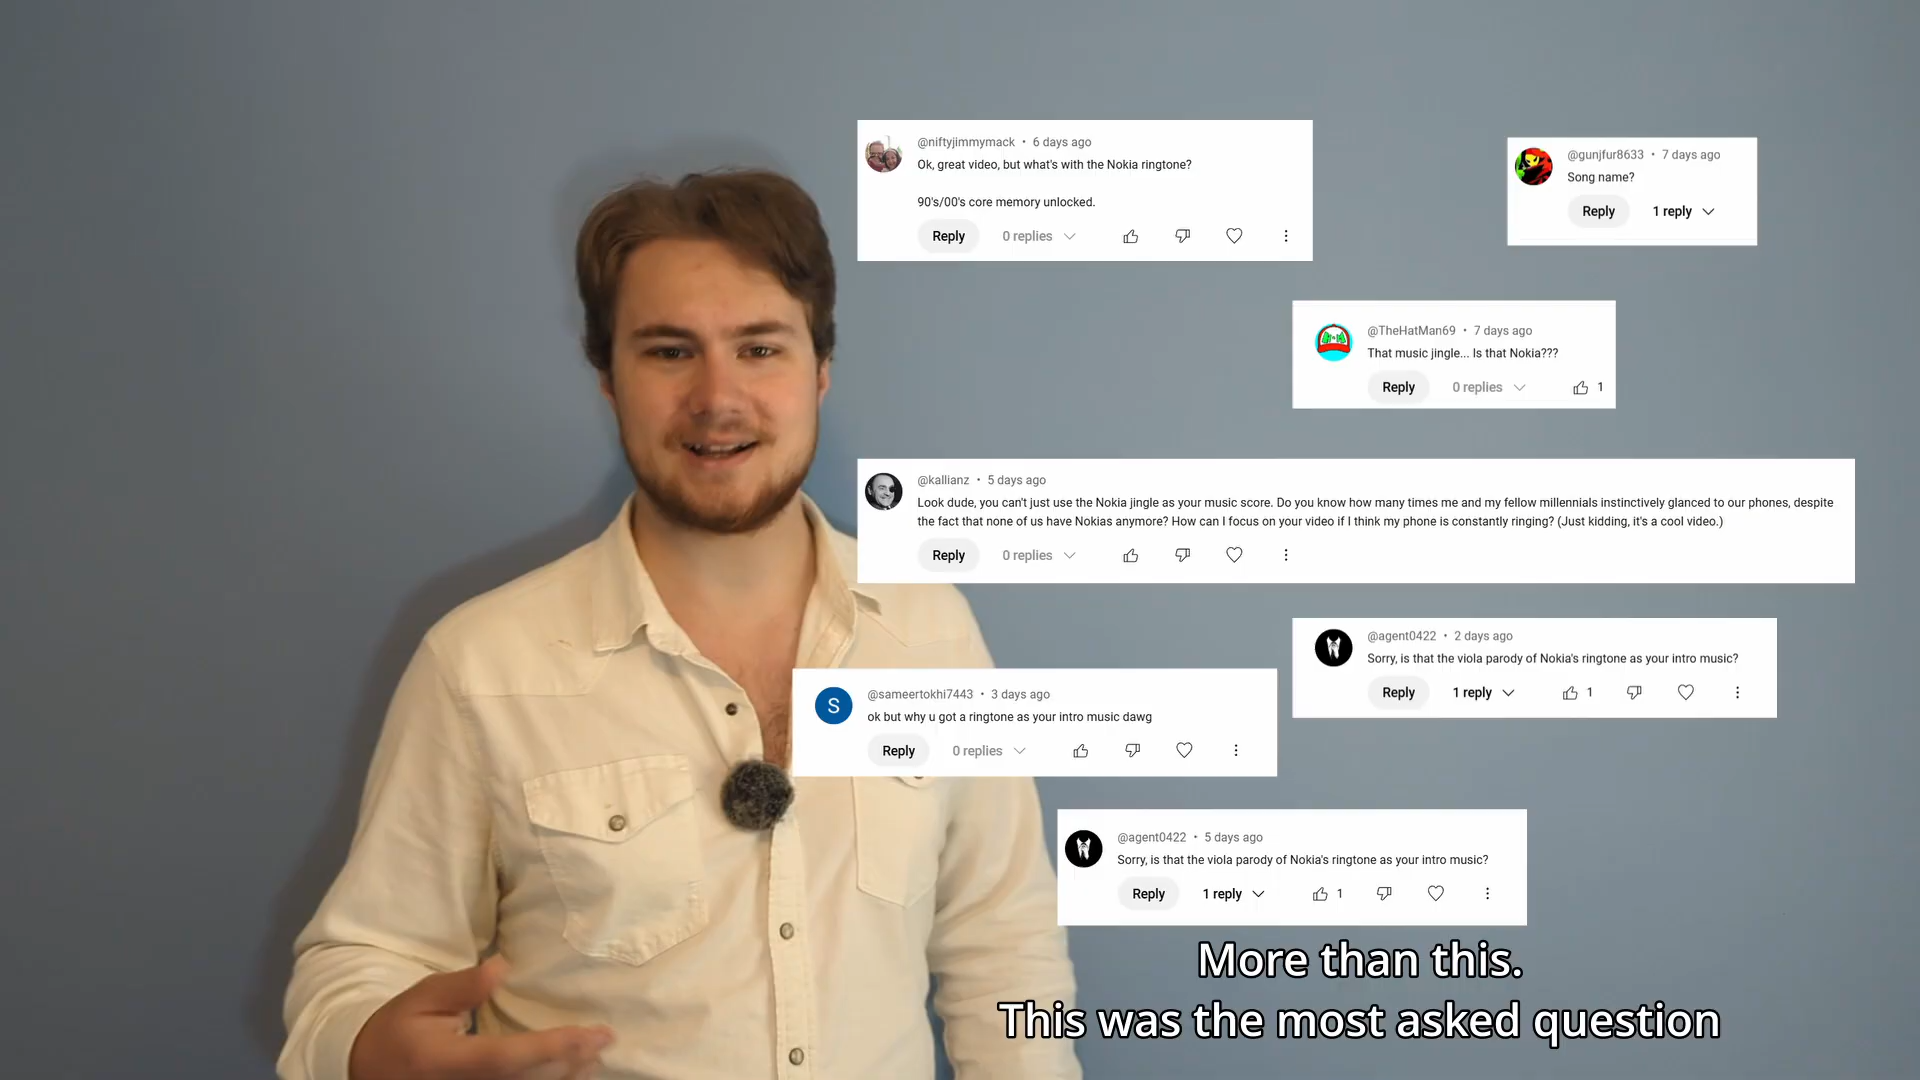 @niftyjimmymack • 6 days ago
Ok, great video, but what's with the Nokia ringtone?
90's/00's core memory unlocked.
Reply 0 replies
@gunjfur8633 • 7 days ago
Song name?
Reply 1 reply
@TheHatMan69 • 7 days ago
That music jingle... Is that Nokia???
Reply 0 replies 1
@kallianz • 5 days ago
Look dude, you can't just use the Nokia jingle as your music score. Do you know how many times me and my fellow millennials instinctively glanced to our phones, despite
the fact that none of us have Nokias anymore? How can I focus on your video if I think my phone is constantly ringing? (Just kidding, it's a cool video.)
Reply 0 replies
@agent0422 • 2 days ago
Sorry, is that the viola parody of Nokia's ringtone as your intro music?
Reply 1 reply 1
S
@sameertokhi7443 • 3 days ago
ok but why u got a ringtone as your intro music dawg
Reply 0 replies
@agent0422 • 5 days ago
Sorry, is that the viola parody of Nokia's ringtone as your intro music?
Reply 1 reply 1
More than this.
This was the most asked question